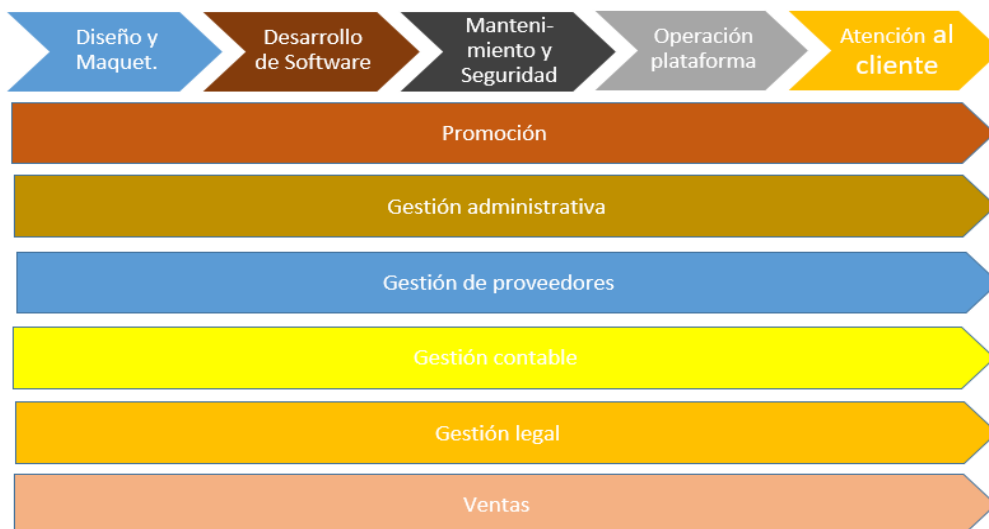 Diseño y
Maquet.
Desarrollo
de Software
Manteni-
miento y
Seguridad
Operación
plataforma
Atención al
cliente
Promoción
Gestión administrativa
Gestión de proveedores
Gestión contable
Gestión legal
Ventas